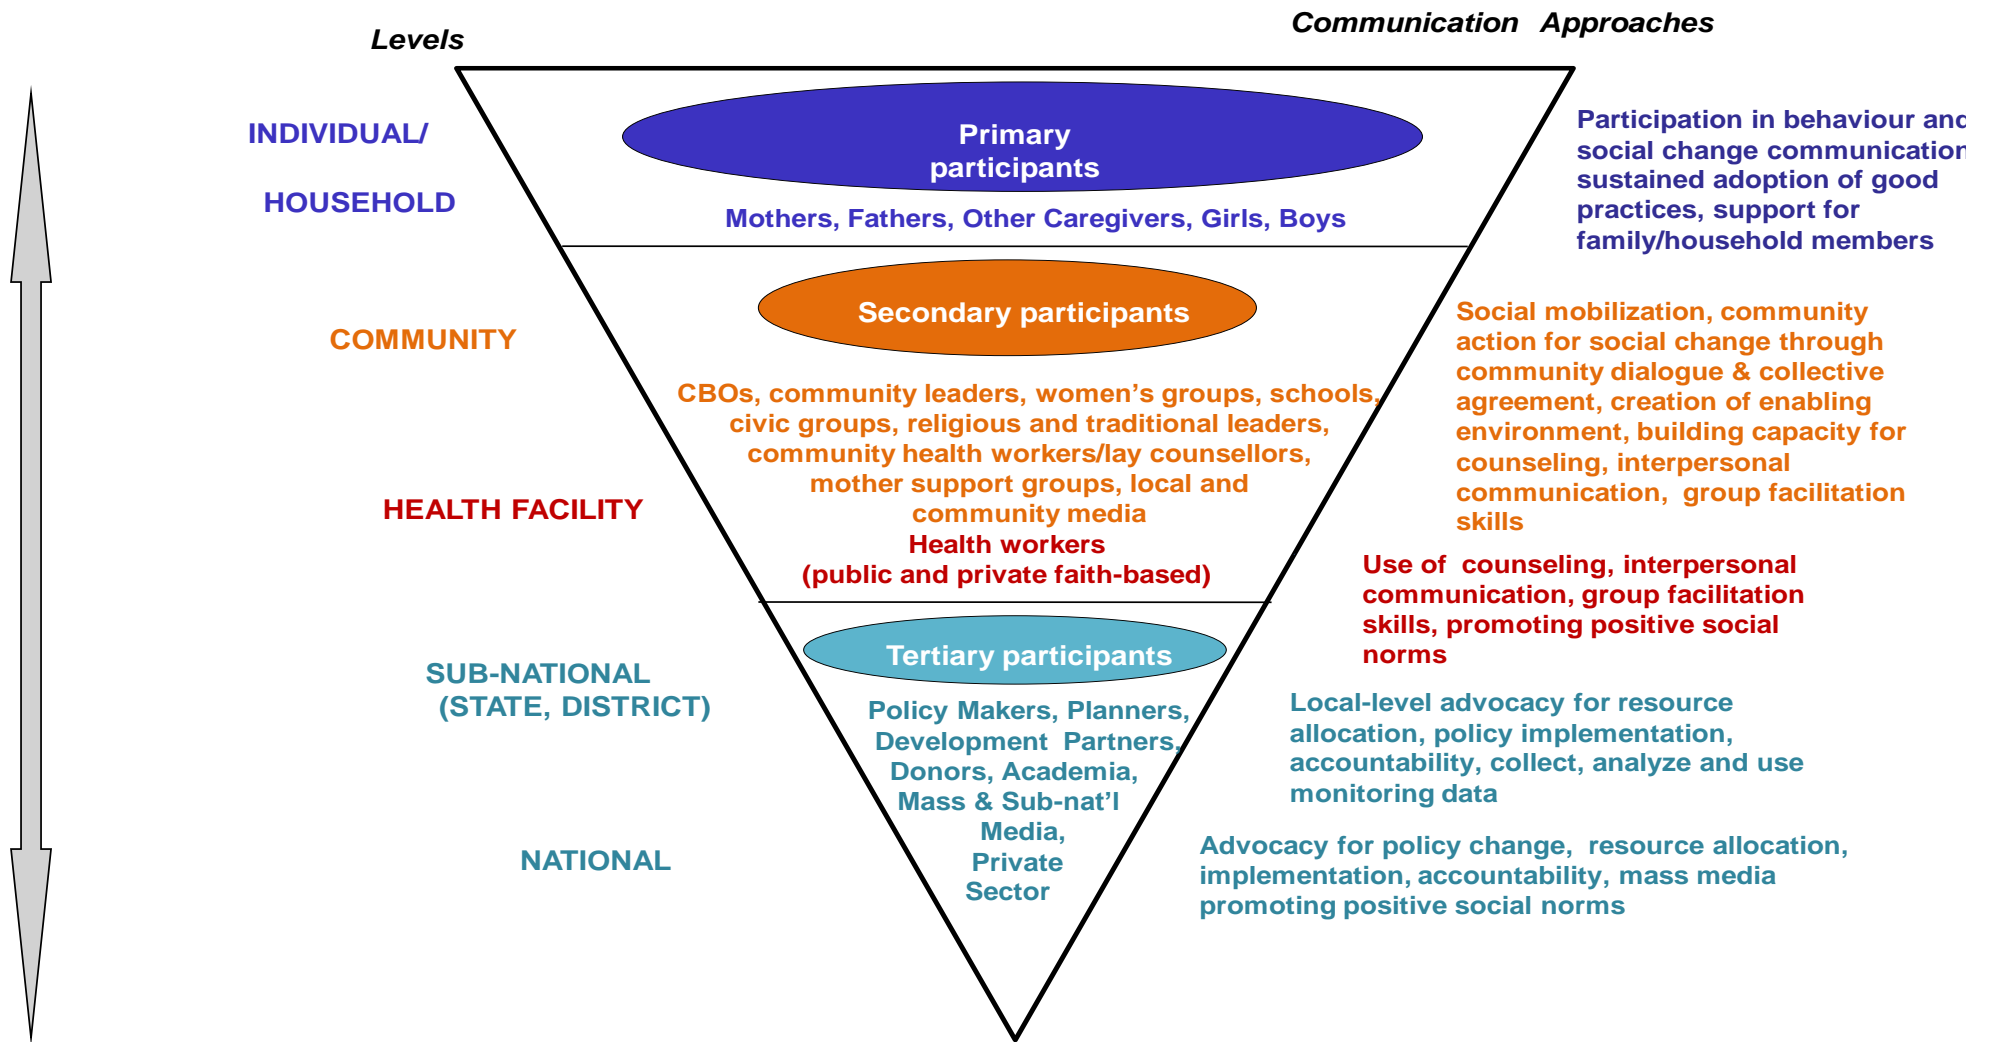 Levels
Communication Approaches
INDIVIDUAL/
HOUSEHOLD
Primary
participants
Mothers, Fathers, Other Caregivers, Girls, Boys
Participation in behaviour and
social change communication
sustained adoption of good
practices, support for
family/household members
COMMUNITY
Secondary participants
CBOs, community leaders, women’s groups, schools,
civic groups, religious and traditional leaders,
community health workers/lay counsellors,
mother support groups, local and
community media
Social mobilization, community
action for social change through
community dialogue & collective
agreement, creation of enabling
environment, building capacity for
counseling, interpersonal
communication, group facilitation
skills
HEALTH FACILITY
Health workers
(public and private faith-based)
Use of counseling, interpersonal
communication, group facilitation
skills, promoting positive social
norms
SUB-NATIONAL
(STATE, DISTRICT)
Tertiary participants
Policy Makers, Planners,
Development Partners,
Donors, Academia,
Mass & Sub-nat’l
Media,
Private
Sector
Local-level advocacy for resource
allocation, policy implementation,
accountability, collect, analyze and use
monitoring data
NATIONAL
Advocacy for policy change, resource allocation,
implementation, accountability, mass media
promoting positive social norms